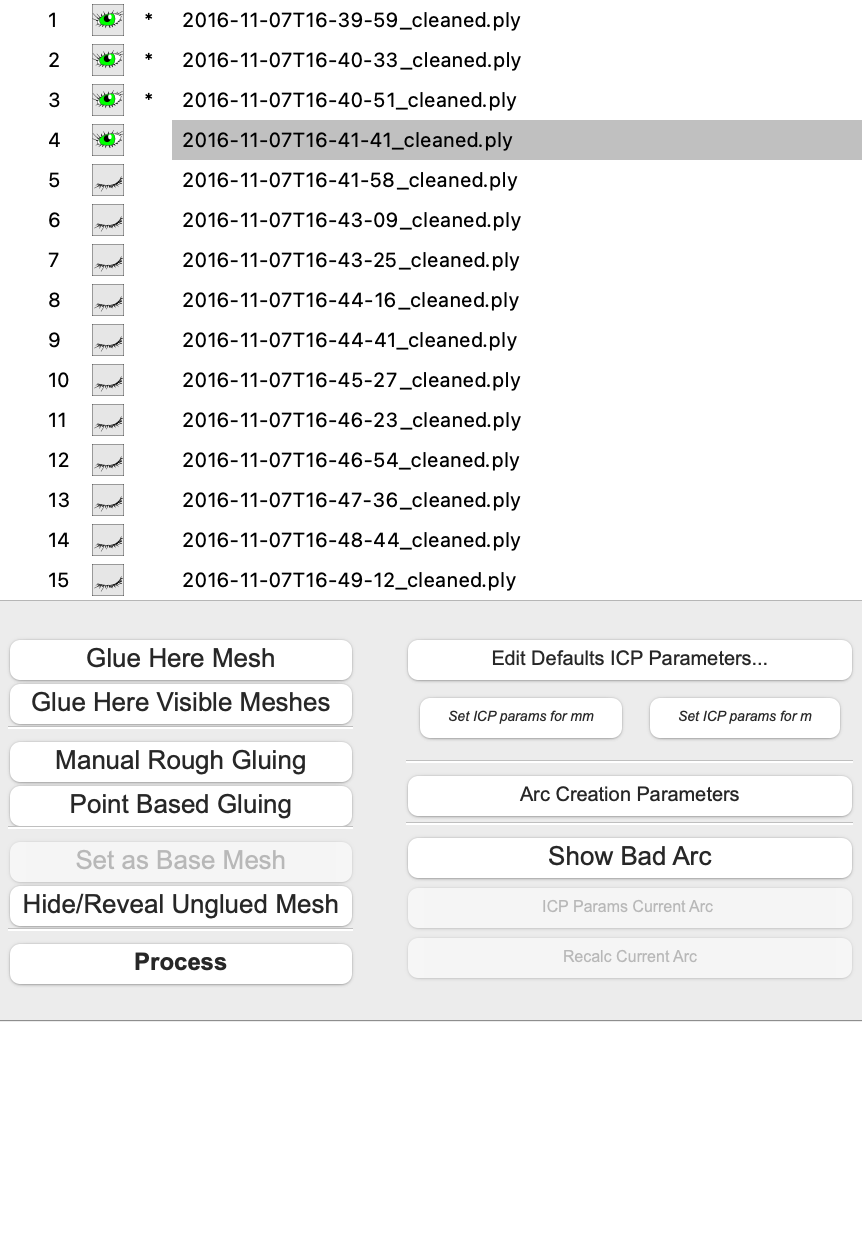 1 * 2016-11-07T16-39-59_cleaned.ply
2 * 2016-11-07T16-40-33_cleaned.ply
3 * 2016-11-07T16-40-51_cleaned.ply
4 2016-11-07T16-41-41_cleaned.ply
5 2016-11-07T16-41-58_cleaned.ply
6 2016-11-07T16-43-09_cleaned.ply
7 2016-11-07T16-43-25_cleaned.ply
8 2016-11-07T16-44-16_cleaned.ply
9 2016-11-07T16-44-41_cleaned.ply
10 2016-11-07T16-45-27_cleaned.ply
11 2016-11-07T16-46-23_cleaned.ply
12 2016-11-07T16-46-54_cleaned.ply
13 2016-11-07T16-47-36_cleaned.ply
14 2016-11-07T16-48-44_cleaned.ply
15 2016-11-07T16-49-12_cleaned.ply
Glue Here Mesh
Glue Here Visible Meshes
Manual Rough Gluing
Point Based Gluing
Set as Base Mesh
Hide/Reveal Unglued Mesh
Process
Edit Defaults ICP Parameters...
Set ICP params for mm
Set ICP params for m
Arc Creation Parameters
Show Bad Arc
ICP Params Current Arc
Recalc Current Arc